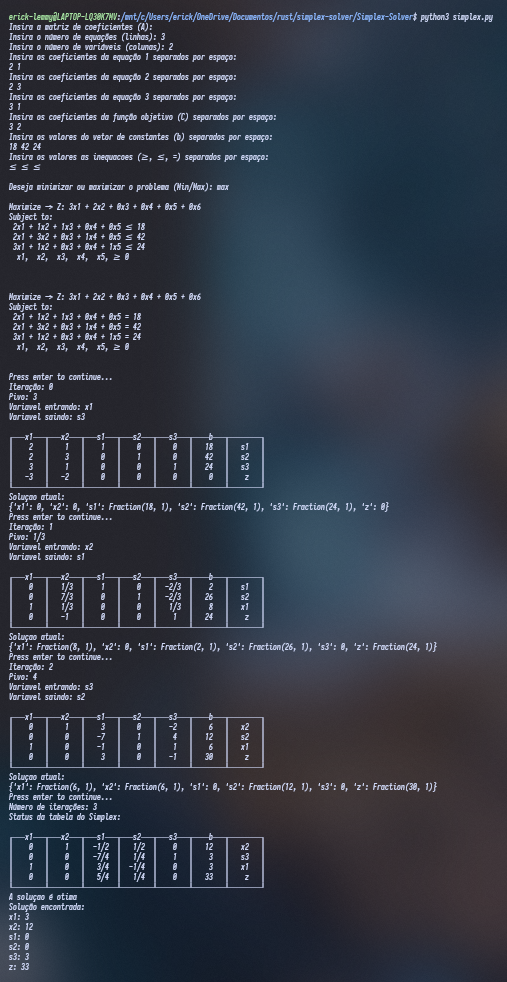 erick-lemmy@LAPTOP-LQ30K7NV:/mnt/c/Users/erick/OneDrive/Documentos/rust/simplex-solver/Simplex-Solver$ python3 simplex.py
Insira a matriz de coeficientes (A):
Insira o número de equações (linhas): 3
Insira o número de variáveis (colunas): 2
Insira os coeficientes da equação 1 separados por espaço:
2 1
Insira os coeficientes da equação 2 separados por espaço:
2 3
Insira os coeficientes da equação 3 separados por espaço:
3 1
Insira os coeficientes da função objetivo (C) separados por espaço:
3 2
Insira os valores do vetor de constantes (b) separados por espaço:
18 42 24
Insira os valores as inequacoes (≥, ≤, =) separados por espaço:
≤ ≤ ≤
Deseja minimizar ou maximizar o problema (Min/Max): max
Maximize → Z: 3x1 + 2x2 + 0x3 + 0x4 + 0x5 + 0x6
Subject to:
2x1 + 1x2 + 1x3 + 0x4 + 0x5 ≤ 18
2x1 + 3x2 + 0x3 + 1x4 + 0x5 ≤ 42
3x1 + 1x2 + 0x3 + 0x4 + 1x5 ≤ 24
x1, x2, x3, x4, x5, ≥ 0
Maximize → Z: 3x1 + 2x2 + 0x3 + 0x4 + 0x5 + 0x6
Subject to:
2x1 + 1x2 + 1x3 + 0x4 + 0x5 = 18
2x1 + 3x2 + 0x3 + 1x4 + 0x5 = 42
3x1 + 1x2 + 0x3 + 0x4 + 1x5 = 24
x1, x2, x3, x4, x5, ≥ 0
Press enter to continue...
Iteração: 0
Pivo: 3
Variavel entrando: x1
Variavel saindo: s3
x1 x2 s1 s2 s3 b
2 1 1 0 0 18 s1
2 3 0 1 0 42 s2
3 1 0 0 1 24 s3
-3 -2 0 0 0 0 z
Soluçao atual:
{'x1': 0, 'x2': 0, 's1': Fraction(18, 1), 's2': Fraction(42, 1), 's3': Fraction(24, 1), 'z': 0}
Press enter to continue...
Iteração: 1
Pivo: 1/3
Variavel entrando: x2
Variavel saindo: s1
x1 x2 s1 s2 s3 b
0 1/3 1 0 -2/3 2 s1
0 7/3 0 1 -2/3 26 s2
1 1/3 0 0 1/3 8 x1
0 -1 0 0 1 24 z
Soluçao atual:
{'x1': Fraction(8, 1), 'x2': 0, 's1': Fraction(2, 1), 's2': Fraction(26, 1), 's3': 0, 'z': Fraction(24, 1)}
Press enter to continue...
Iteração: 2
Pivo: 4
Variavel entrando: s3
Variavel saindo: s2
x1 x2 s1 s2 s3 b
0 1 3 0 -2 6 x2
0 0 -7 1 4 12 s2
1 0 -1 0 1 6 x1
0 0 3 0 -1 30 z
Soluçao atual:
{'x1': Fraction(6, 1), 'x2': Fraction(6, 1), 's1': 0, 's2': Fraction(12, 1), 's3': 0, 'z': Fraction(30, 1)}
Press enter to continue...
Número de iterações: 3
Status da tabela do Simplex:
x1 x2 s1 s2 s3 b
0 1 -1/2 1/2 0 12 x2
0 0 -7/4 1/4 1 3 s3
1 0 3/4 -1/4 0 3 x1
0 0 5/4 1/4 0 33 z
A soluçao é otima
Solução encontrada:
x1: 3
x2: 12
s1: 0
s2: 0
s3: 3
z: 33